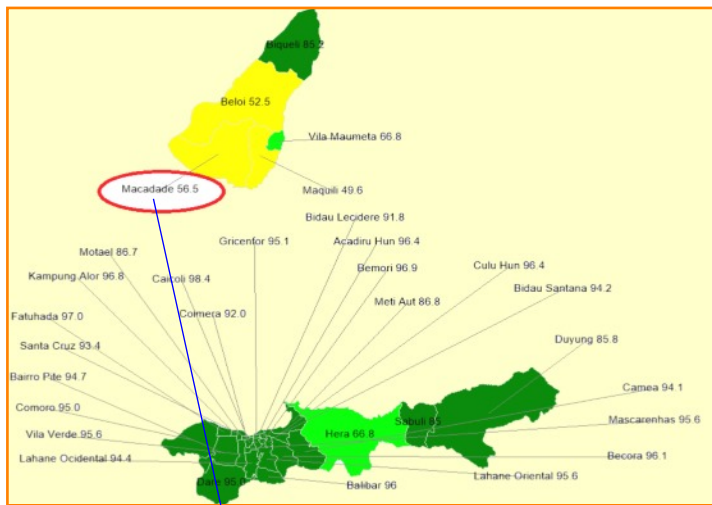 Biqueli 85.2
Beloi 52.5
Vila Maumeta 66.8
Macadade 56.5
Maquili 49.6
Bidau Lecidere 91.8
Gricenfor 95.1
Acadiru Hun 96.4
Motael 86.7
Bemori 96.9
Culu Hun 96.4
Kampung Alor 96.8
Caicoli 98.4
Bidau Santana 94.2
Meti Aut 86.8
Fatuhada 97.0
Coimera 92.0
Santa Cruz 93.4
Duyung 85.8
Bairro Pite 94.7
Camea 94.1
Comoro 95.0
Sabuli 85
Mascarenhas 95.6
Vila Verde 95.6
Hera 66.8
Becora 96.1
Lahane Ocidental 94.4
Lahane Oriental 95.6
Dare 95.0
Balibar 96